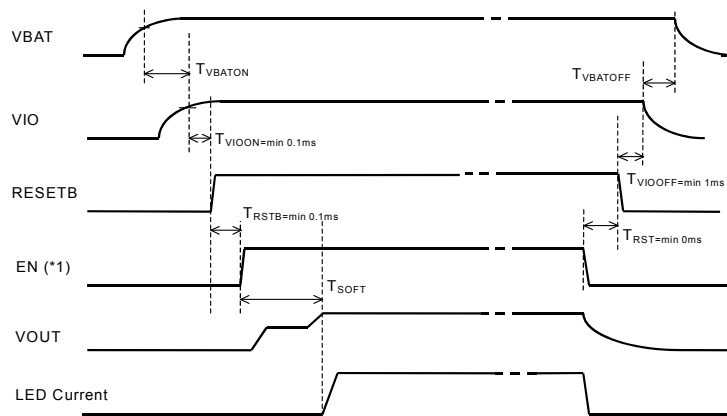 VBAT
TVBATON
TVBATOFF
VIO
TVIOON=min 0.1ms
TVIOOFF=min 1ms
RESETB
TRSTB=min 0.1ms
TRST=min 0ms
EN (*1)
TSOFT
VOUT
LED Current